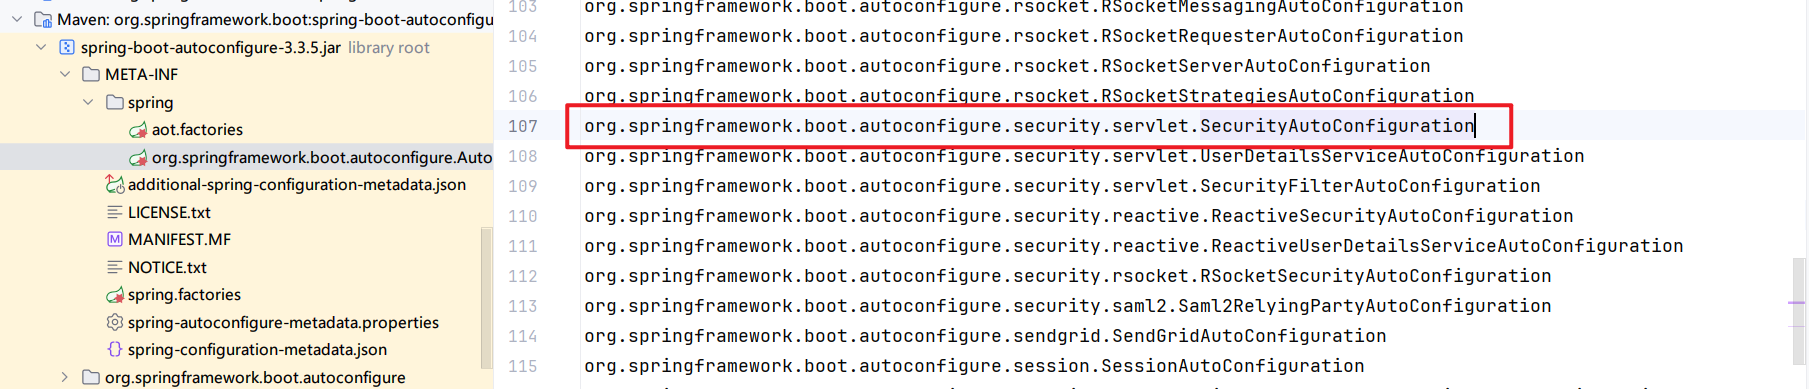 Maven: org.springframework.boot:spring-boot-autoconfigu
spring-boot-autoconfigure-3.3.5.jar library root
META-INF
spring
aot.factories
org.springframework.boot.autoconfigure.Auto
additional-spring-configuration-metadata.json
LICENSE.txt
MANIFEST.MF
NOTICE.txt
spring.factories
spring-autoconfigure-metadata.properties
spring-configuration-metadata.json
org.springframework.boot.autoconfigure
103 org.springframework.boot.autoconfigure.rsocket.RSocketMessagingAutoConfiguration
104 org.springframework.boot.autoconfigure.rsocket.RSocketRequesterAutoConfiguration
105 org.springframework.boot.autoconfigure.rsocket.RSocketServerAutoConfiguration
106 org.springframework.boot.autoconfigure.rsocket.RSocketStrategiesAutoConfiguration
107 org.springframework.boot.autoconfigure.security.servlet.SecurityAutoConfiguration
108 org.springframework.boot.autoconfigure.security.servlet.UserDetailsServiceAutoConfiguration
109 org.springframework.boot.autoconfigure.security.servlet.SecurityFilterAutoConfiguration
110 org.springframework.boot.autoconfigure.security.reactive.ReactiveSecurityAutoConfiguration
111 org.springframework.boot.autoconfigure.security.reactive.ReactiveUserDetailsServiceAutoConfiguration
112 org.springframework.boot.autoconfigure.security.rsocket.RSocketSecurityAutoConfiguration
113 org.springframework.boot.autoconfigure.security.saml2.Saml2RelyingPartyAutoConfiguration
114 org.springframework.boot.autoconfigure.sendgrid.SendGridAutoConfiguration
115 org.springframework.boot.autoconfigure.session.SessionAutoConfiguration